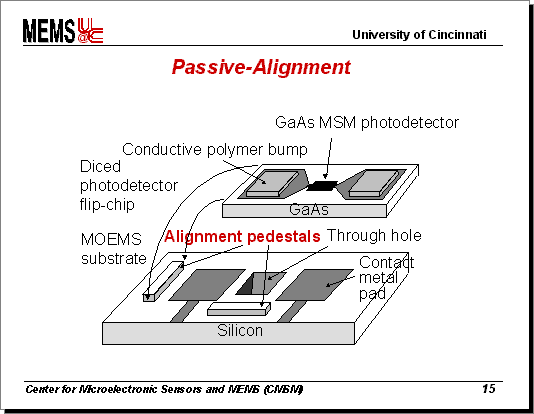 MEMS@UC
University of Cincinnati
Passive-Alignment
GaAs MSM photodetector
Conductive polymer bump
Diced
photodetector
flip-chip
GaAs
MOEMS
substrate
Alignment pedestals
Through hole
Contact
metal
pad
Silicon
Center for Microelectronic Sensors and MEMS (CMSM)
15